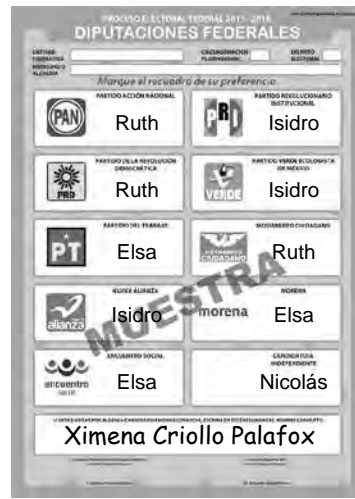 PROCESO ELECTORAL FEDERAL 2017 - 2018
DIPUTACIONES FEDERALES
ENTIDAD FEDERATIVA
CIRCUNSCRIPCIÓN PLURINOMINAL
DISTRITO ELECTORAL
MUNICIPIO O ALCALDÍA
Marque el recuadro de su preferencia.
PARTIDO ACCIÓN NACIONAL
PAN
Ruth
PARTIDO REVOLUCIONARIO INSTITUCIONAL
PRI
Isidro
PARTIDO DE LA REVOLUCIÓN DEMOCRÁTICA
PRD
Ruth
PARTIDO VERDE ECOLOGISTA DE MÉXICO
VERDE
Isidro
PARTIDO DEL TRABAJO
PT
Elsa
MOVIMIENTO CIUDADANO
MOVIMIENTO CIUDADANO
Ruth
NUEVA ALIANZA
alianza
Isidro
MORENA
morena
Elsa
ENCUENTRO SOCIAL
encuentro social
Elsa
CANDIDATURA INDEPENDIENTE
Nicolás
MUESTRA
Ximena Criollo Palafox